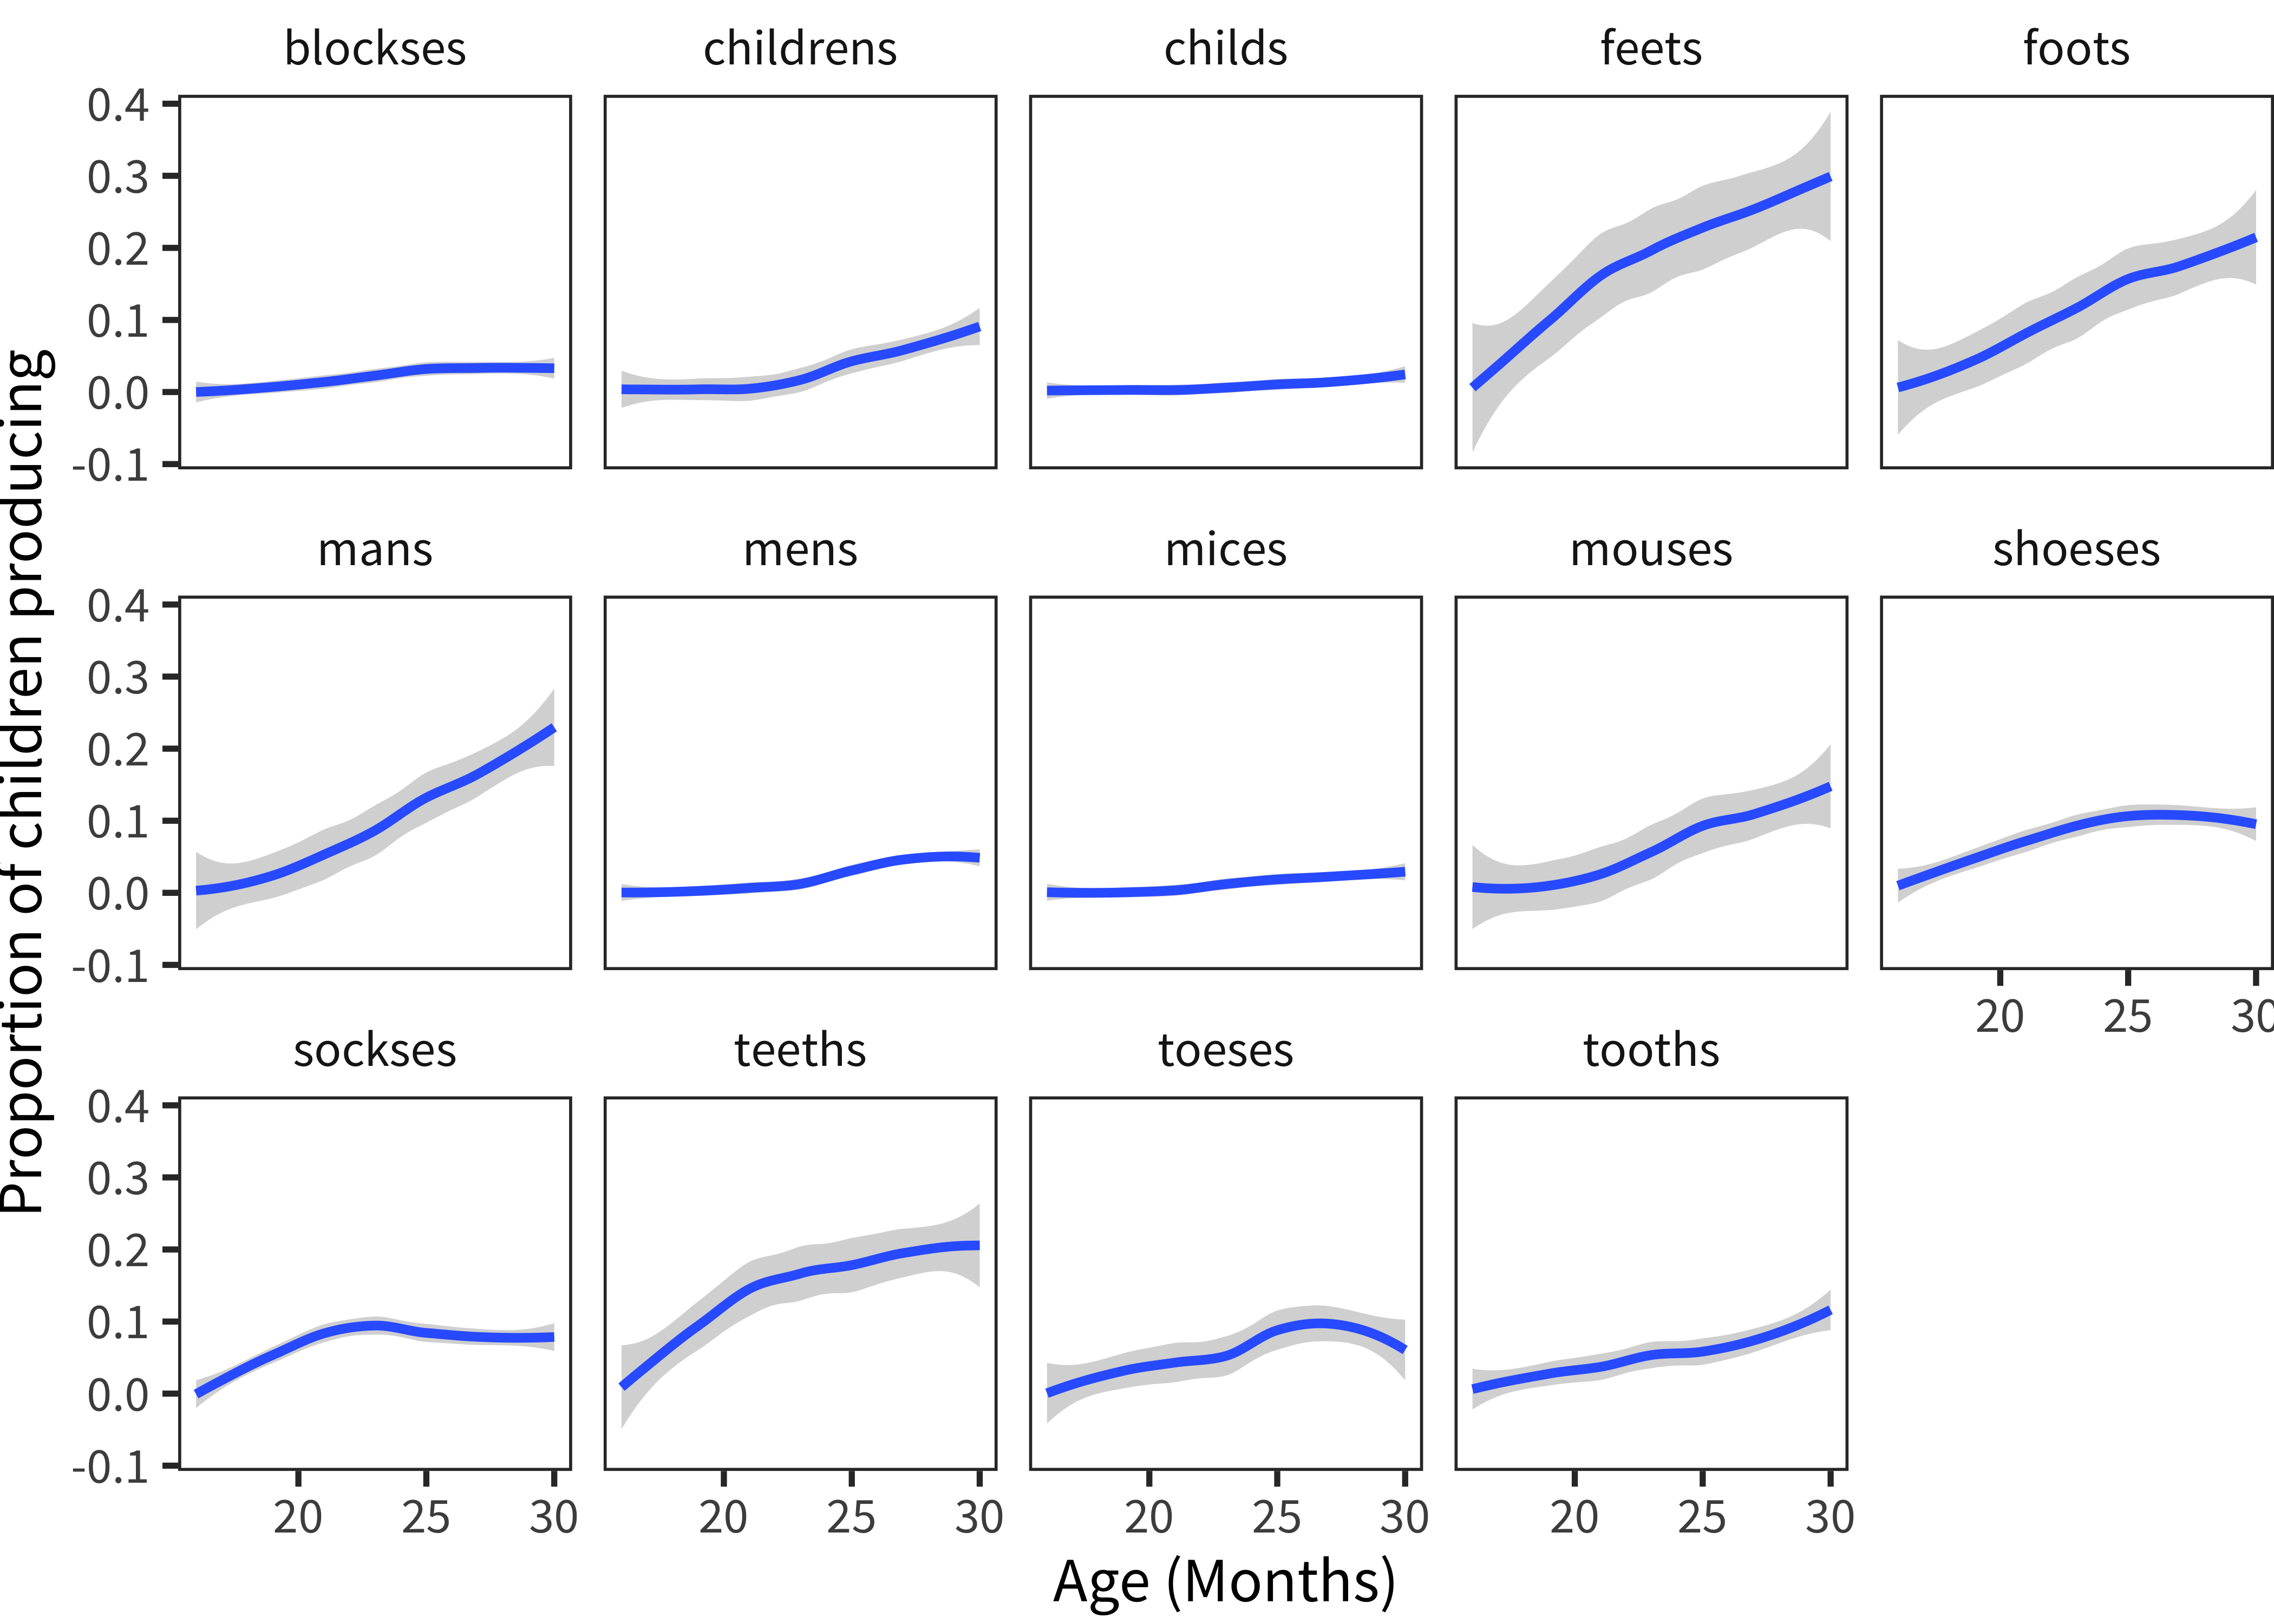 blockses childrens childs feets foots
0.4
0.3
0.2
0.1
0.0
-0.1
mans mens mices mouses shoeses
0.4
0.3
0.2
0.1
0.0
-0.1
20 25 30
sockses teeths toeses tooths
0.4
0.3
0.2
0.1
0.0
-0.1
20 25 30 20 25 30 20 25 30 20 25 30
Age (Months)
Proportion of children producing